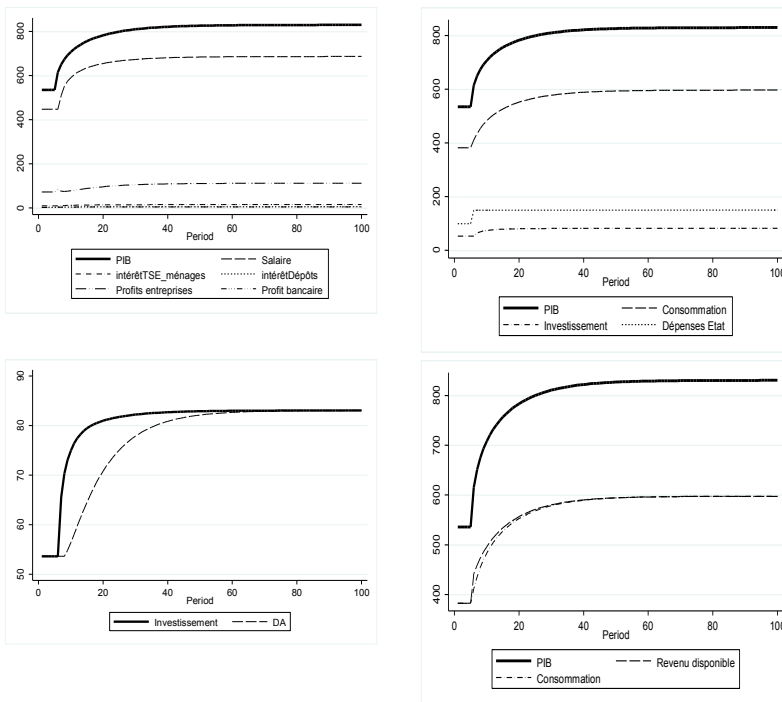 800
600
400
200
0
0 20 40 60 80 100
Period
PIB Salaire
intérêtTSE_ménages intérêtDépôts
Profits entreprises Profit bancaire
800
600
400
200
0
0 20 40 60 80 100
Period
PIB Consommation
Investissement Dépenses Etat
90
80
70
60
50
0 20 40 60 80 100
Period
Investissement DA
800
700
600
500
400
0 20 40 60 80 100
Period
PIB Revenu disponible
Consommation